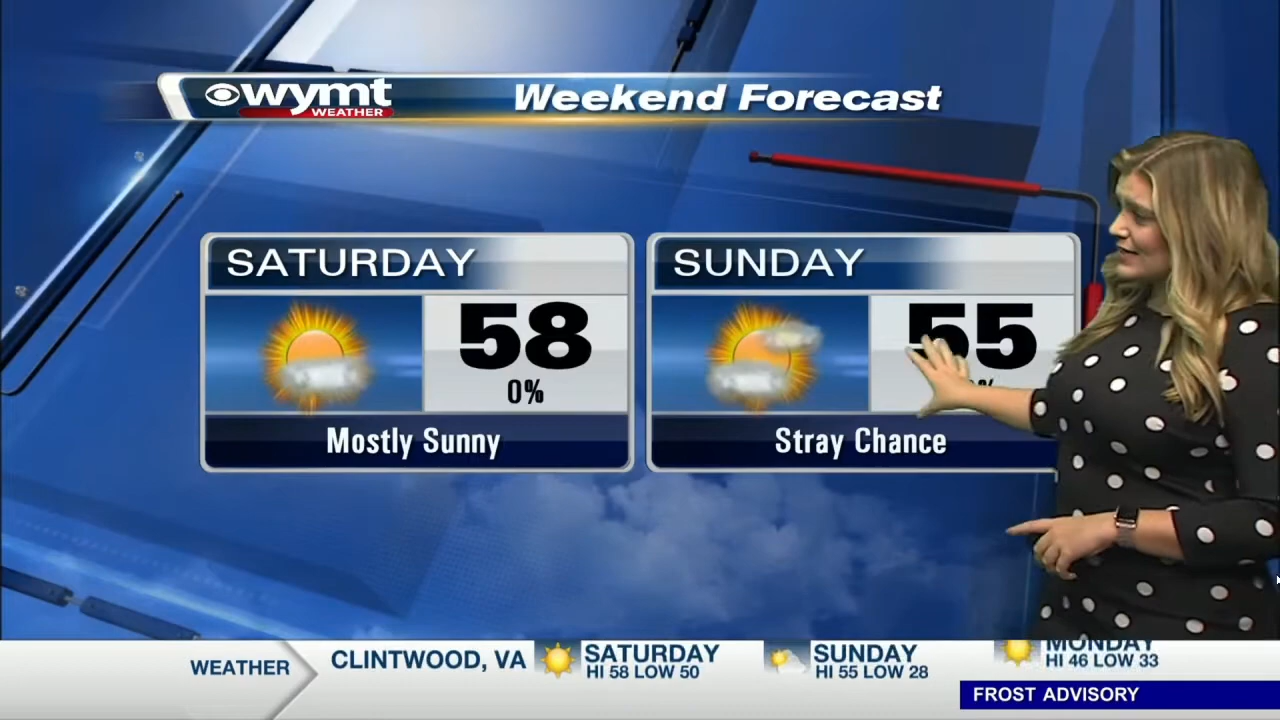 wymt
WEATHER
Weekend Forecast
SATURDAY
58
0%
Mostly Sunny
SUNDAY
55
%
Stray Chance
WEATHER
CLINTWOOD, VA
SATURDAY
HI 58 LOW 50
SUNDAY
HI 55 LOW 28
MONDAY
HI 46 LOW 33
FROST ADVISORY